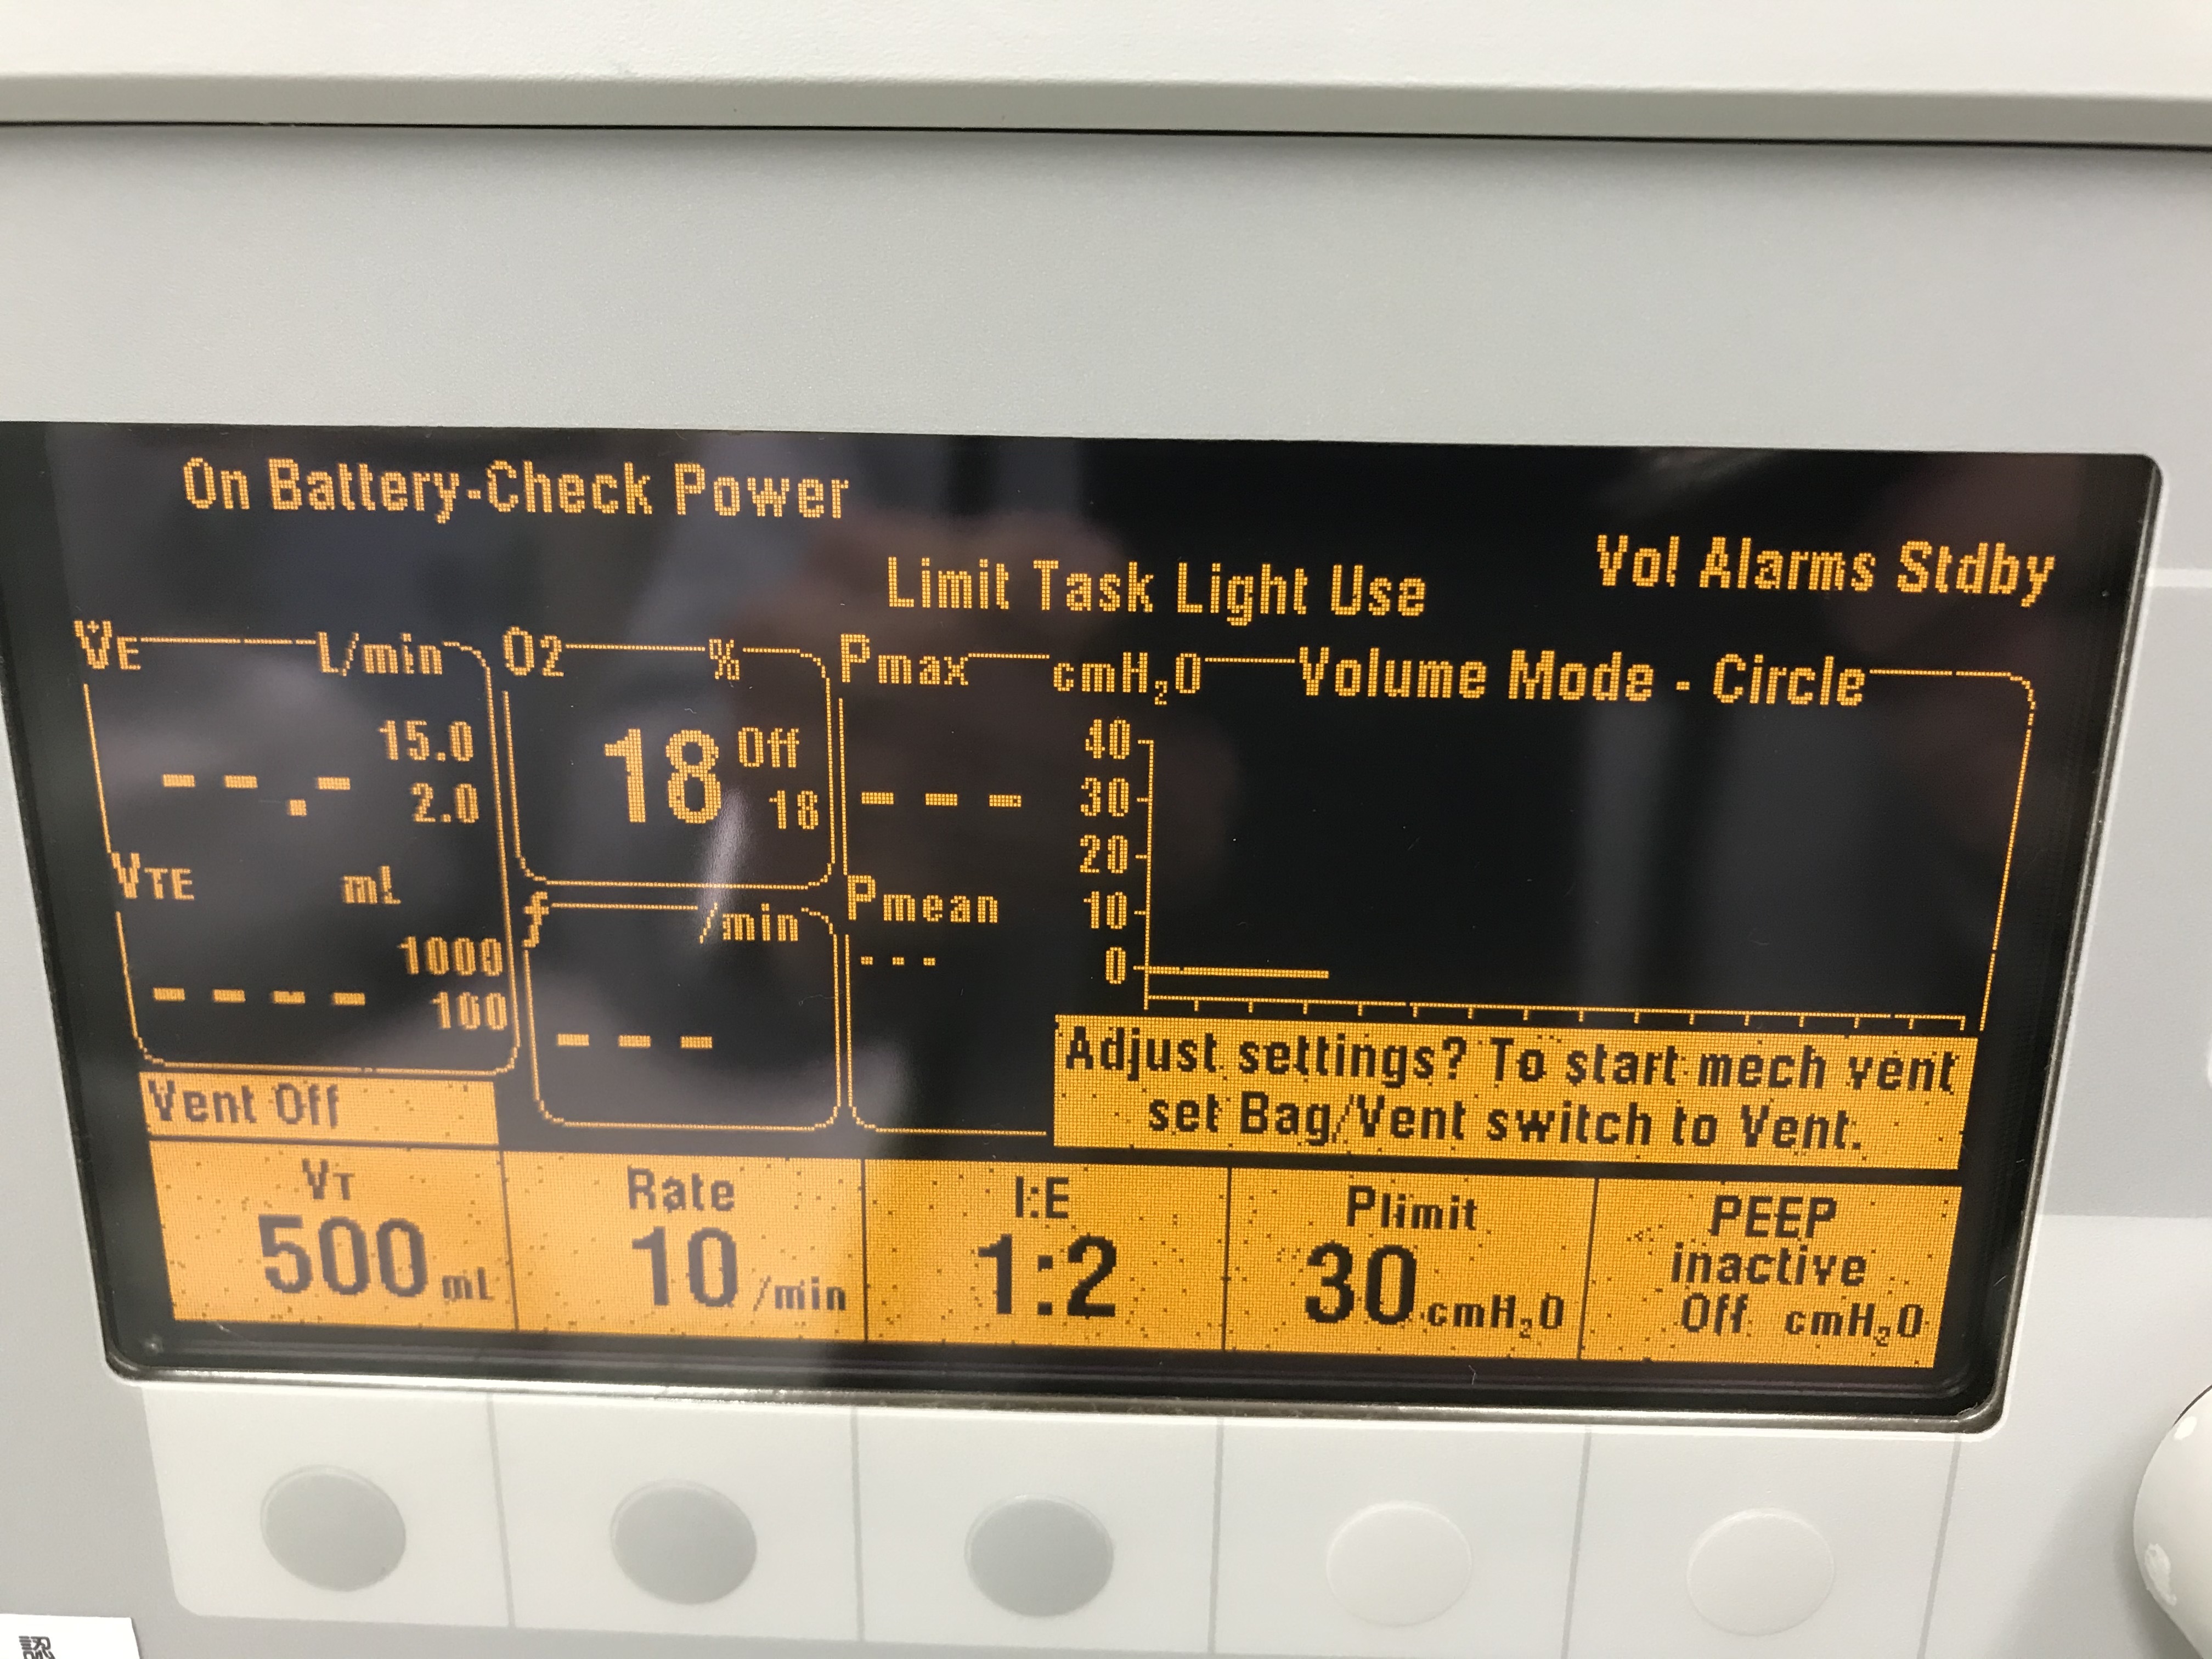 On Battery-Check Power
Limit Task Light Use
Vol Alarms Stdby
V̇E L/min
15.0
--.- 2.0
VTE mL
1000
---- 100
O2 %
18 Off
18
f /min
---
Pmax cmH₂O Volume Mode - Circle
40
--- 30
20
Pmean 10
--- 0
Adjust settings? To start mech vent
set Bag/Vent switch to Vent.
Vent Off
VT
500 mL
Rate
10 /min
I:E
1:2
Plimit
30 cmH₂O
PEEP
inactive
Off cmH₂O